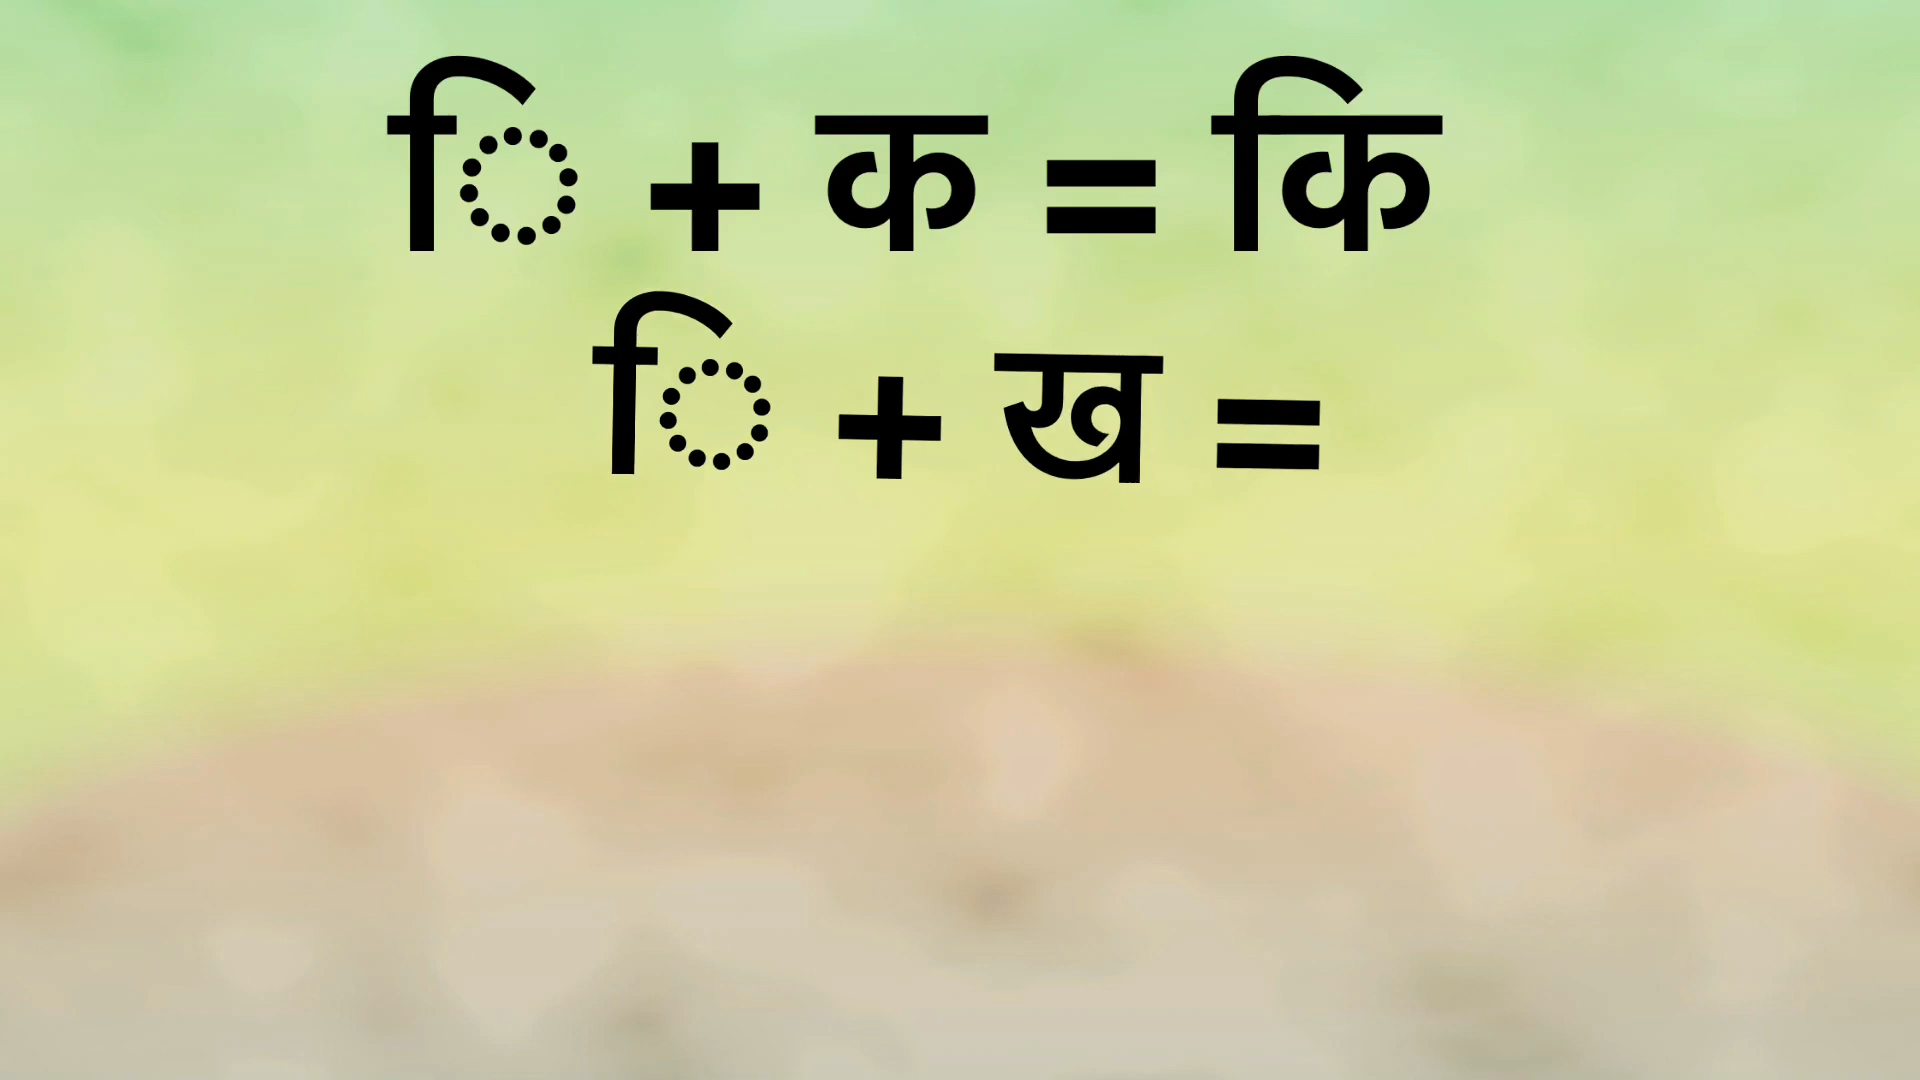 ि + क = कि
ि + ख =